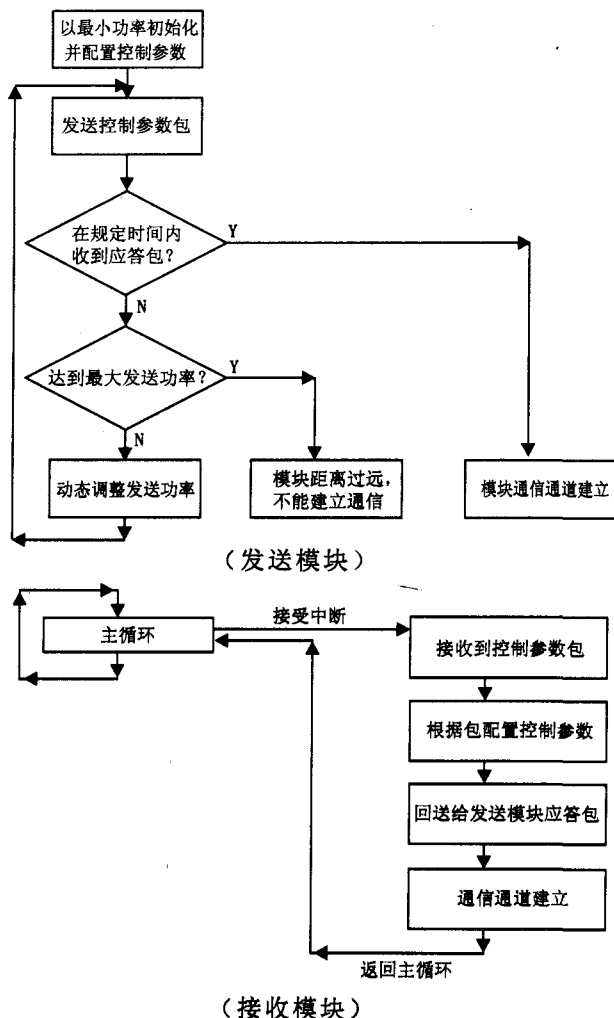 以最小功率初始化
并配置控制参数
发送控制参数包
在规定时间内
收到应答包?
Y
N
达到最大发送功率?
Y
N
动态调整发送功率
模块距离过远,
不能建立通信
模块通信通道建立
(发送模块)
主循环
接受中断
接收到控制参数包
根据包配置控制参数
回送给发送模块应答包
通信通道建立
返回主循环
(接收模块)